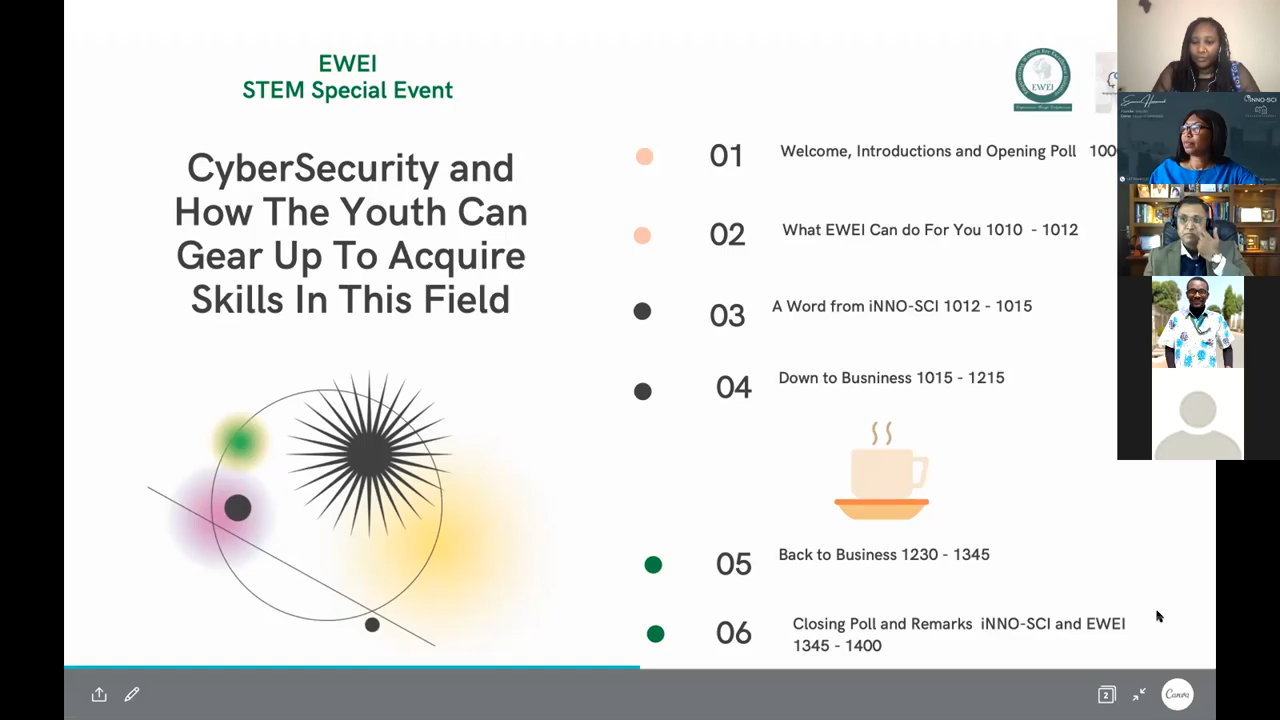 EWEI
STEM Special Event
CyberSecurity and
How The Youth Can
Gear Up To Acquire
Skills In This Field
EWEI
01
Welcome, Introductions and Opening Poll 100
02
What EWEI Can do For You 1010 - 1012
03
A Word from iNNO-SCI 1012 - 1015
04
Down to Busniness 1015 - 1215
05
Back to Business 1230 - 1345
06
Closing Poll and Remarks iNNO-SCI and EWEI
1345 - 1400
INNO-SCI
2
Canva